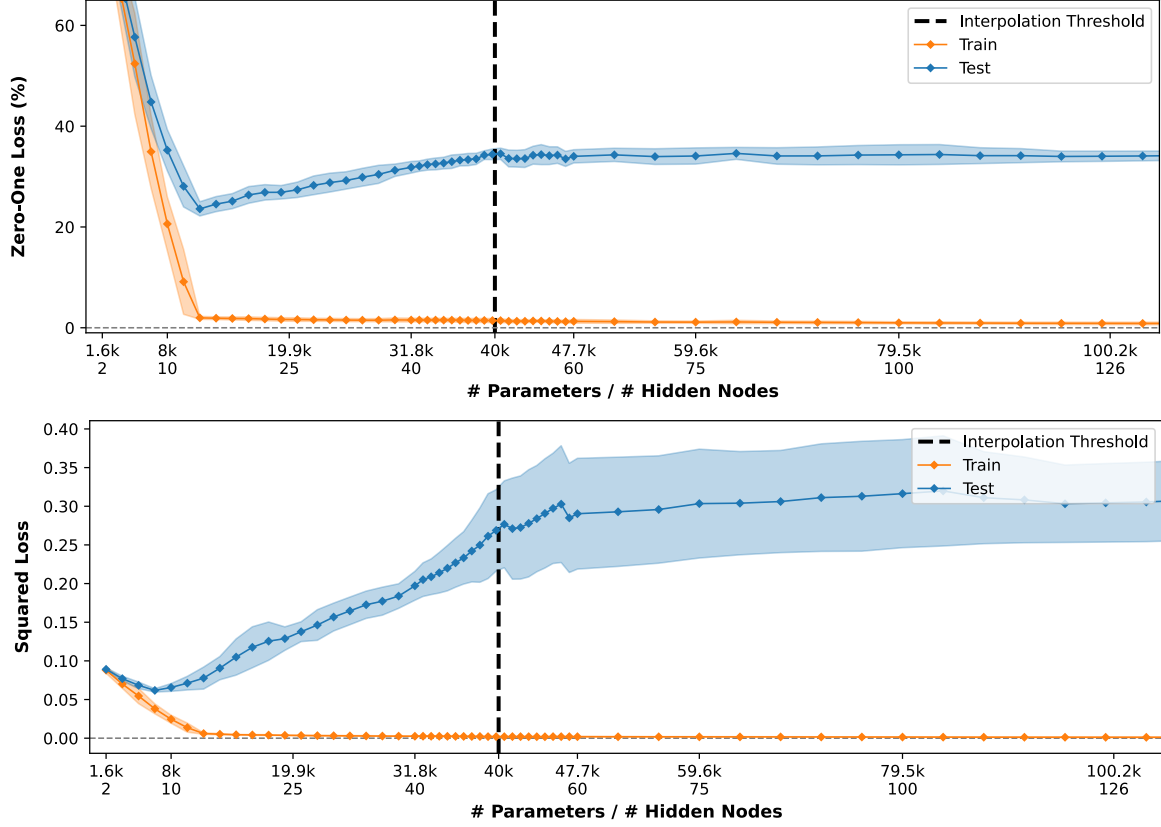 Zero-One Loss (%)
60
40
20
0
Interpolation Threshold
Train
Test
1.6k 8k 19.9k 31.8k 40k 47.7k 59.6k 79.5k 100.2k
2 10 25 40 60 75 100 126
# Parameters / # Hidden Nodes
Squared Loss
0.40
0.35
0.30
0.25
0.20
0.15
0.10
0.05
0.00
Interpolation Threshold
Train
Test
1.6k 8k 19.9k 31.8k 40k 47.7k 59.6k 79.5k 100.2k
2 10 25 40 60 75 100 126
# Parameters / # Hidden Nodes